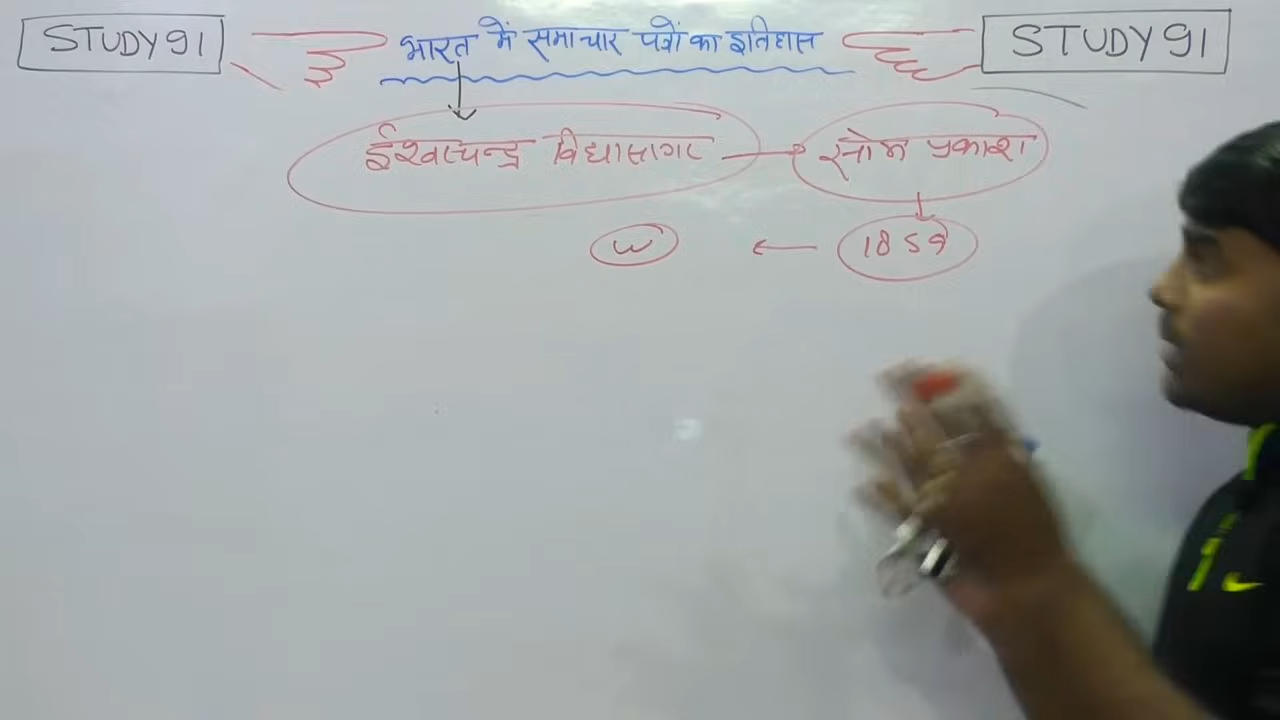 STUDY91 भारत में समाचार पत्रों का इतिहास STUDY91
ईश्वरचन्द्र विद्यासागर सोम प्रकाश
W 1859